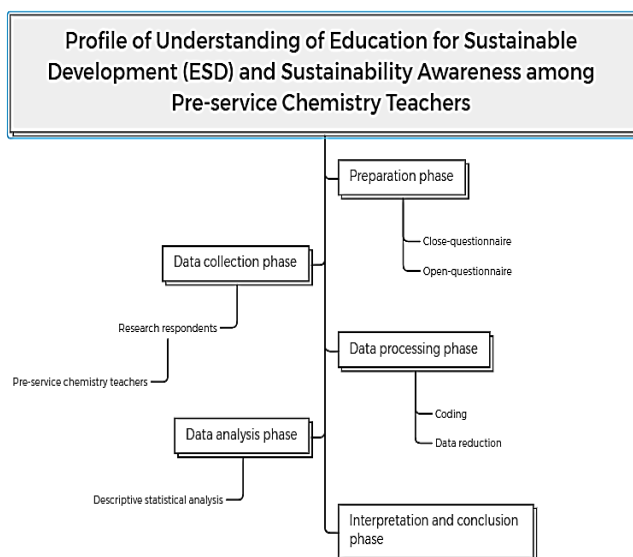 Profile of Understanding of Education for Sustainable
Development (ESD) and Sustainability Awareness among
Pre-service Chemistry Teachers
Preparation phase
Close-questionnaire
Open-questionnaire
Data collection phase
Research respondents
Pre-service chemistry teachers
Data processing phase
Coding
Data reduction
Data analysis phase
Descriptive statistical analysis
Interpretation and conclusion
phase